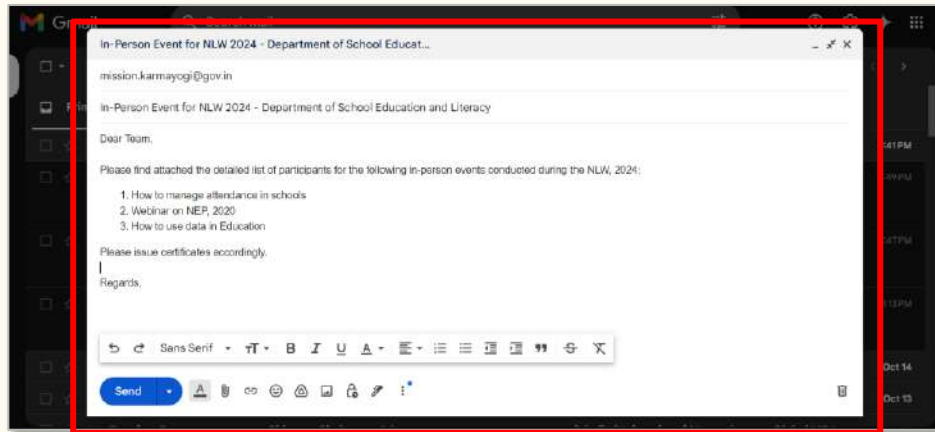 Gmail
Search mail
In-Person Event for NLW 2024 - Department of School Educat...
mission.karmayogi@gov.in
In-Person Event for NLW 2024 - Department of School Education and Literacy
Dear Team,
Please find attached the detailed list of participants for the following in-person events conducted during the NLW, 2024:
1. How to manage attendance in schools
2. Webinar on NEP, 2020
3. How to use data in Education
Please issue certificates accordingly.
Regards,
Sans Serif
Send
Oct 14
Oct 13